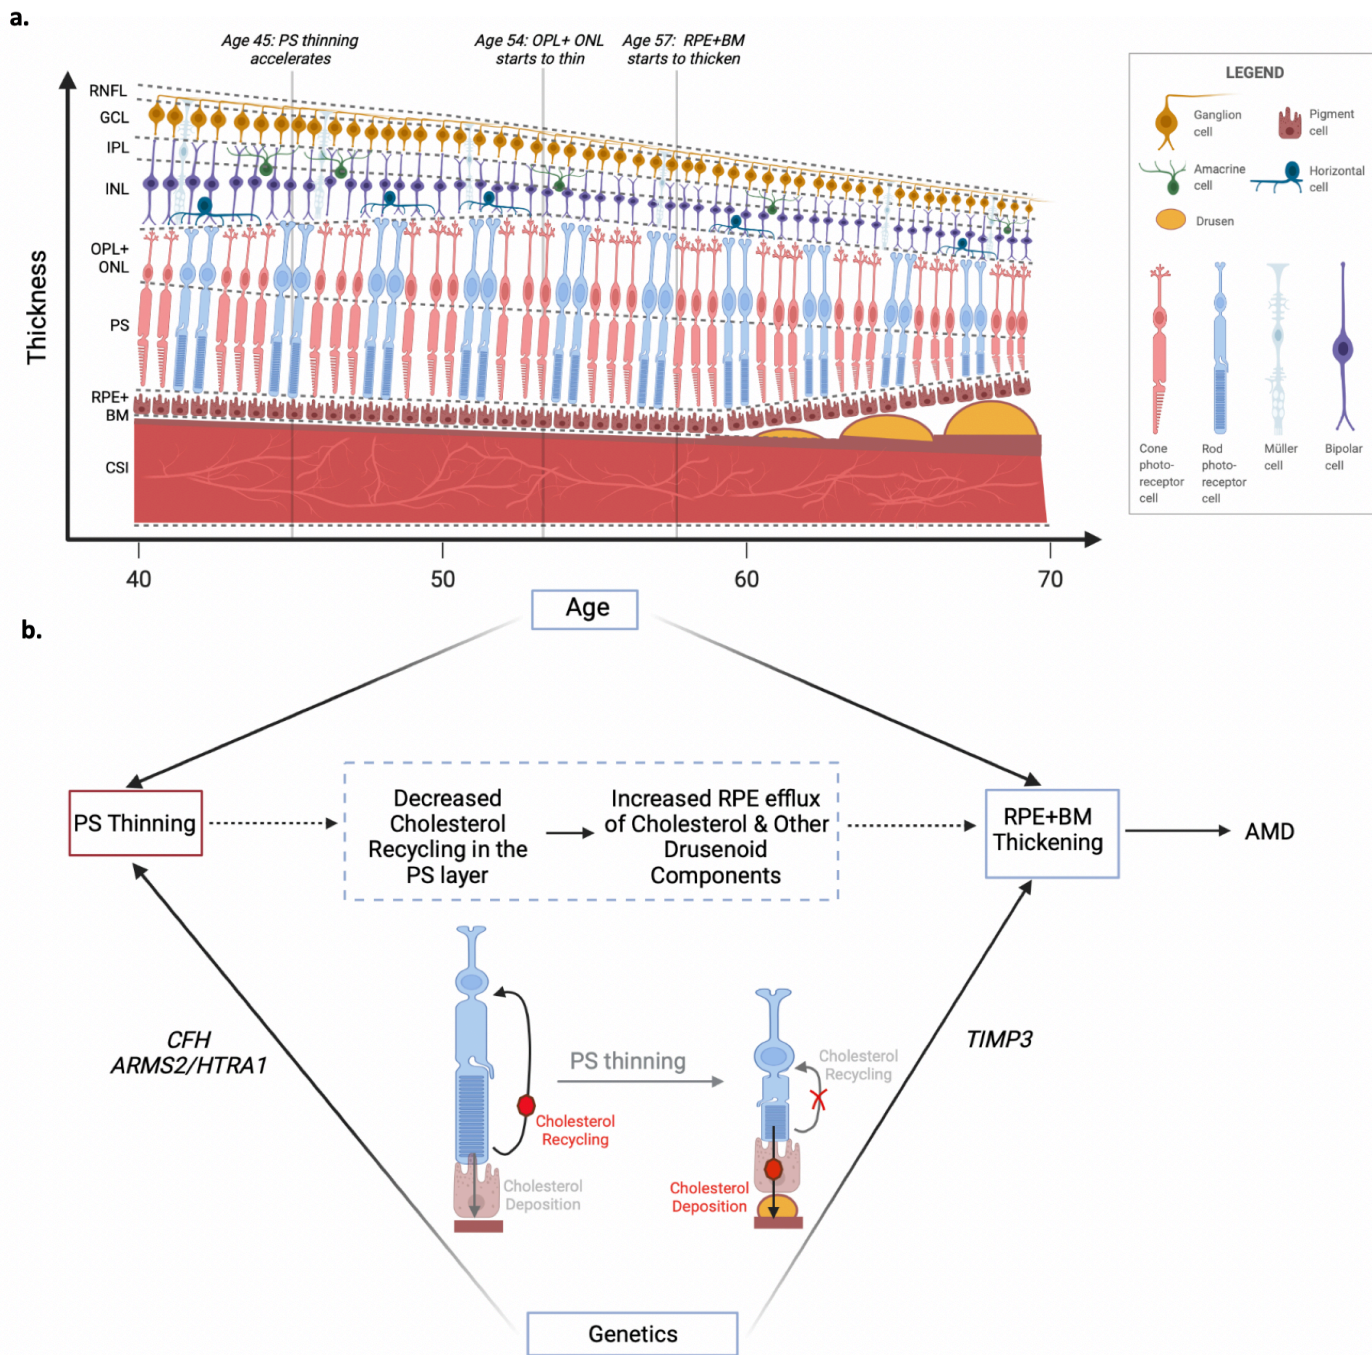 a.
Age 45: PS thinning
accelerates
Age 54: OPL+ ONL
starts to thin
Age 57: RPE+BM
starts to thicken
Thickness
RNFL
GCL
IPL
INL
OPL+
ONL
PS
RPE+
BM
CSI
40
50
60
70
Age
LEGEND
Ganglion
cell
Pigment
cell
Amacrine
cell
Horizontal
cell
Drusen
Cone
photo-
receptor
cell
Rod
photo-
receptor
cell
Müller
cell
Bipolar
cell
b.
PS Thinning
Decreased
Cholesterol
Recycling in the
PS layer
Increased RPE efflux
of Cholesterol & Other
Drusenoid
Components
RPE+BM
Thickening
AMD
CFH
ARMS2/HTRA1
TIMP3
PS thinning
Cholesterol
Recycling
Cholesterol
Deposition
Cholesterol
Recycling
Cholesterol
Deposition
Genetics